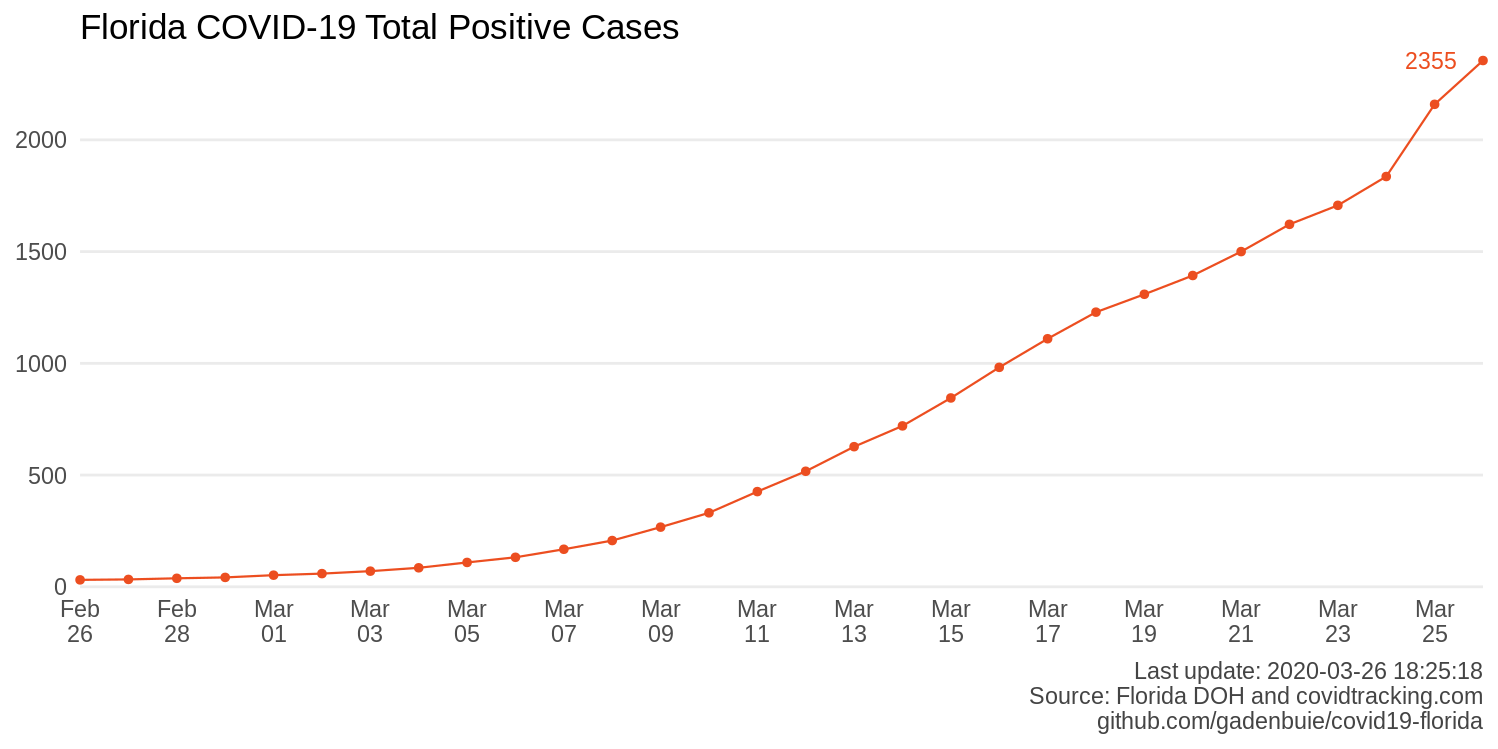 Florida COVID-19 Total Positive Cases
2355
2000
1500
1000
500
0
Feb Feb Mar Mar Mar Mar Mar Mar Mar Mar Mar Mar Mar Mar Mar
26 28 01 03 05 07 09 11 13 15 17 19 21 23 25
Last update: 2020-03-26 18:25:18
Source: Florida DOH and covidtracking.com
github.com/gadenbuie/covid19-florida